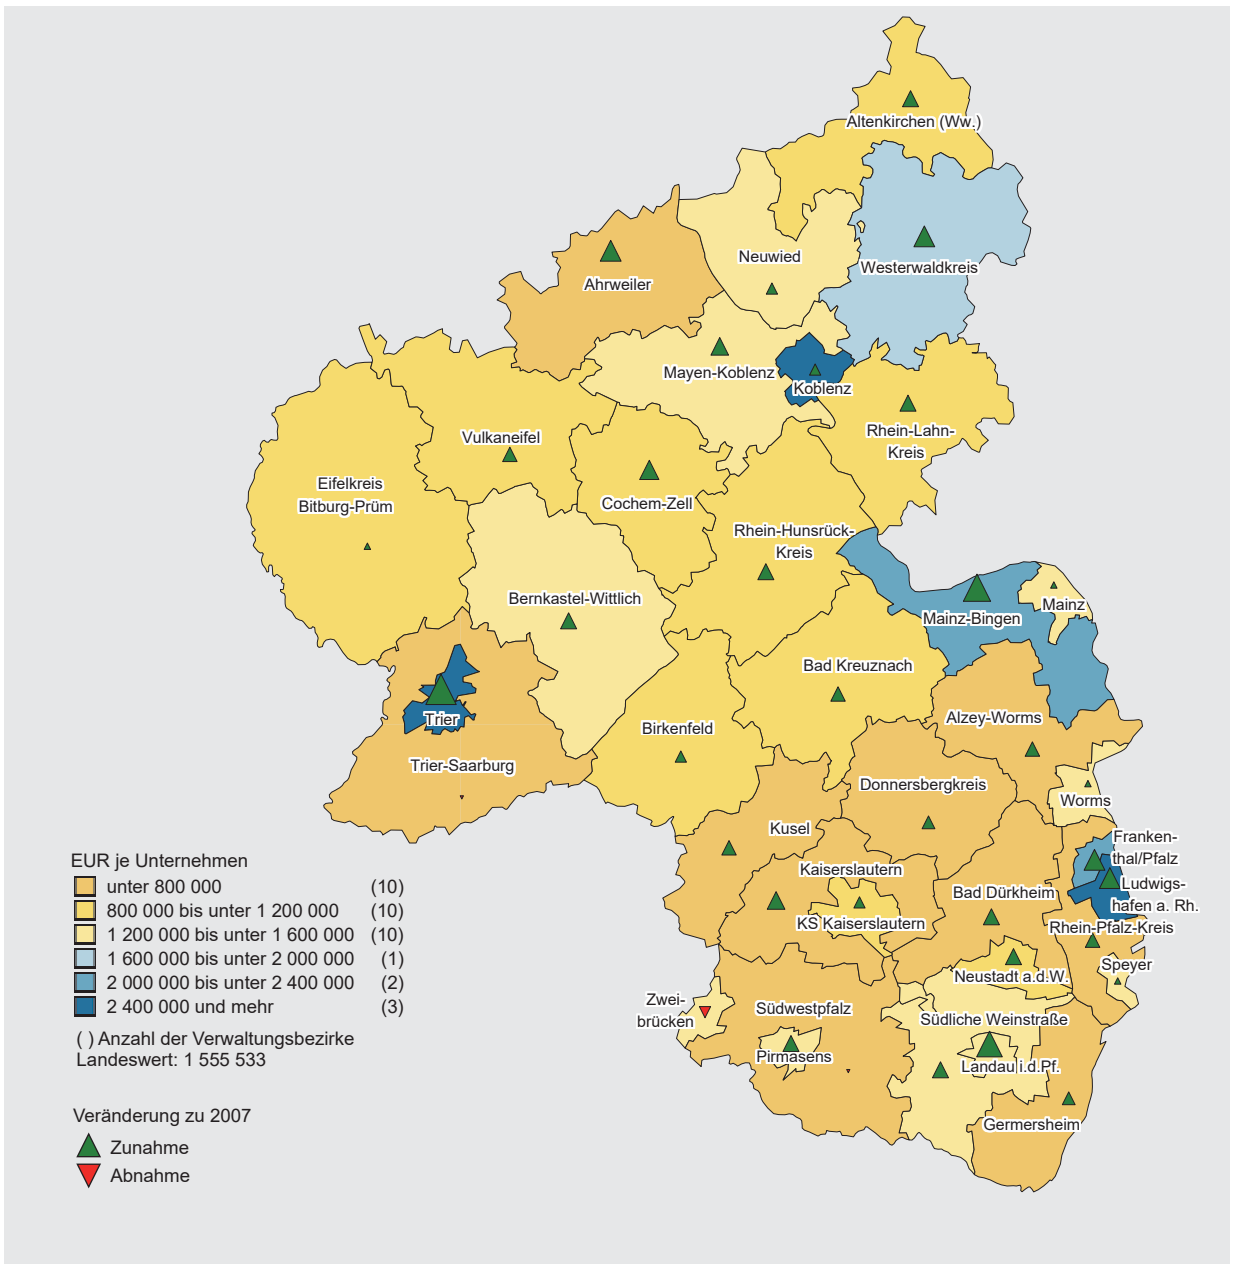 Altenkirchen (Ww.)
Neuwied
Westerwaldkreis
Ahrweiler
Mayen-Koblenz
Koblenz
Rhein-Lahn-
Kreis
Vulkaneifel
Eifelkreis
Bitburg-Prüm
Cochem-Zell
Rhein-Hunsrück-
Kreis
Bernkastel-Wittlich
Mainz
Mainz-Bingen
Bad Kreuznach
Trier
Birkenfeld
Alzey-Worms
Trier-Saarburg
Donnersbergkreis
Worms
Kusel
Franken-
thal/Pfalz
Kaiserslautern
Ludwigs-
hafen a. Rh.
Bad Dürkheim
KS Kaiserslautern
Rhein-Pfalz-Kreis
Speyer
Neustadt a.d.W.
Zwei-
brücken
Südwestpfalz
Südliche Weinstraße
Pirmasens
Landau i.d.Pf.
Germersheim
EUR je Unternehmen
unter 800 000 (10)
800 000 bis unter 1 200 000 (10)
1 200 000 bis unter 1 600 000 (10)
1 600 000 bis unter 2 000 000 (1)
2 000 000 bis unter 2 400 000 (2)
2 400 000 und mehr (3)
( ) Anzahl der Verwaltungsbezirke
Landeswert: 1 555 533
Veränderung zu 2007
Zunahme
Abnahme